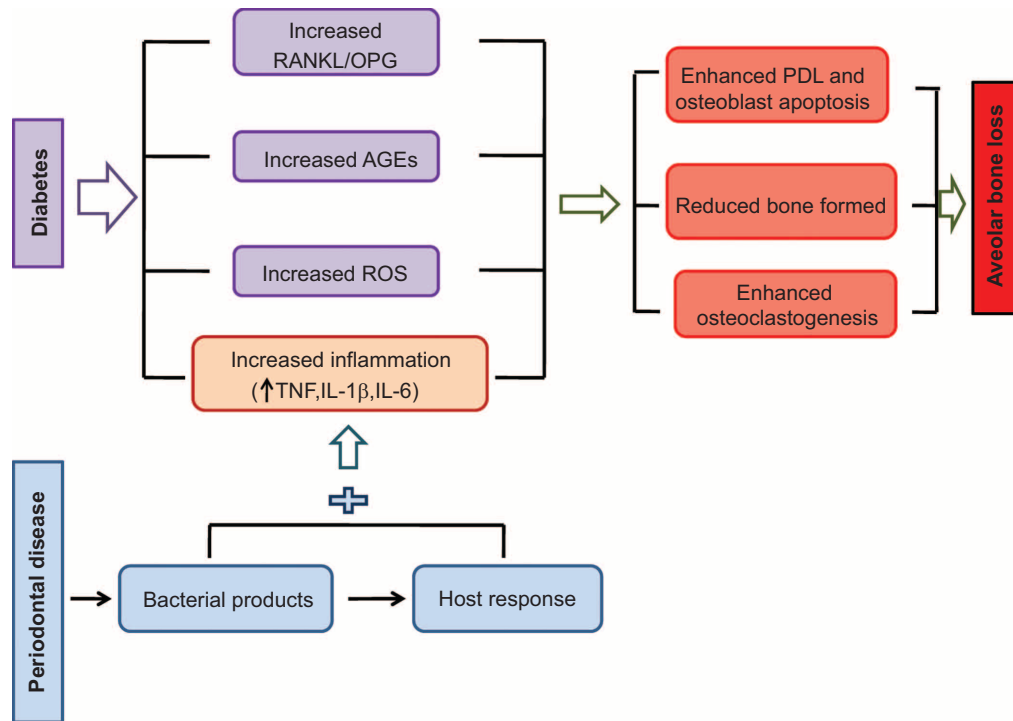 Diabetes
Increased
RANKL/OPG
Increased AGEs
Increased ROS
Increased inflammation
(↑TNF,IL-1β,IL-6)
Enhanced PDL and
osteoblast apoptosis
Reduced bone formed
Enhanced
osteoclastogenesis
Aveolar bone loss
Periodontal disease
Bacterial products
Host response